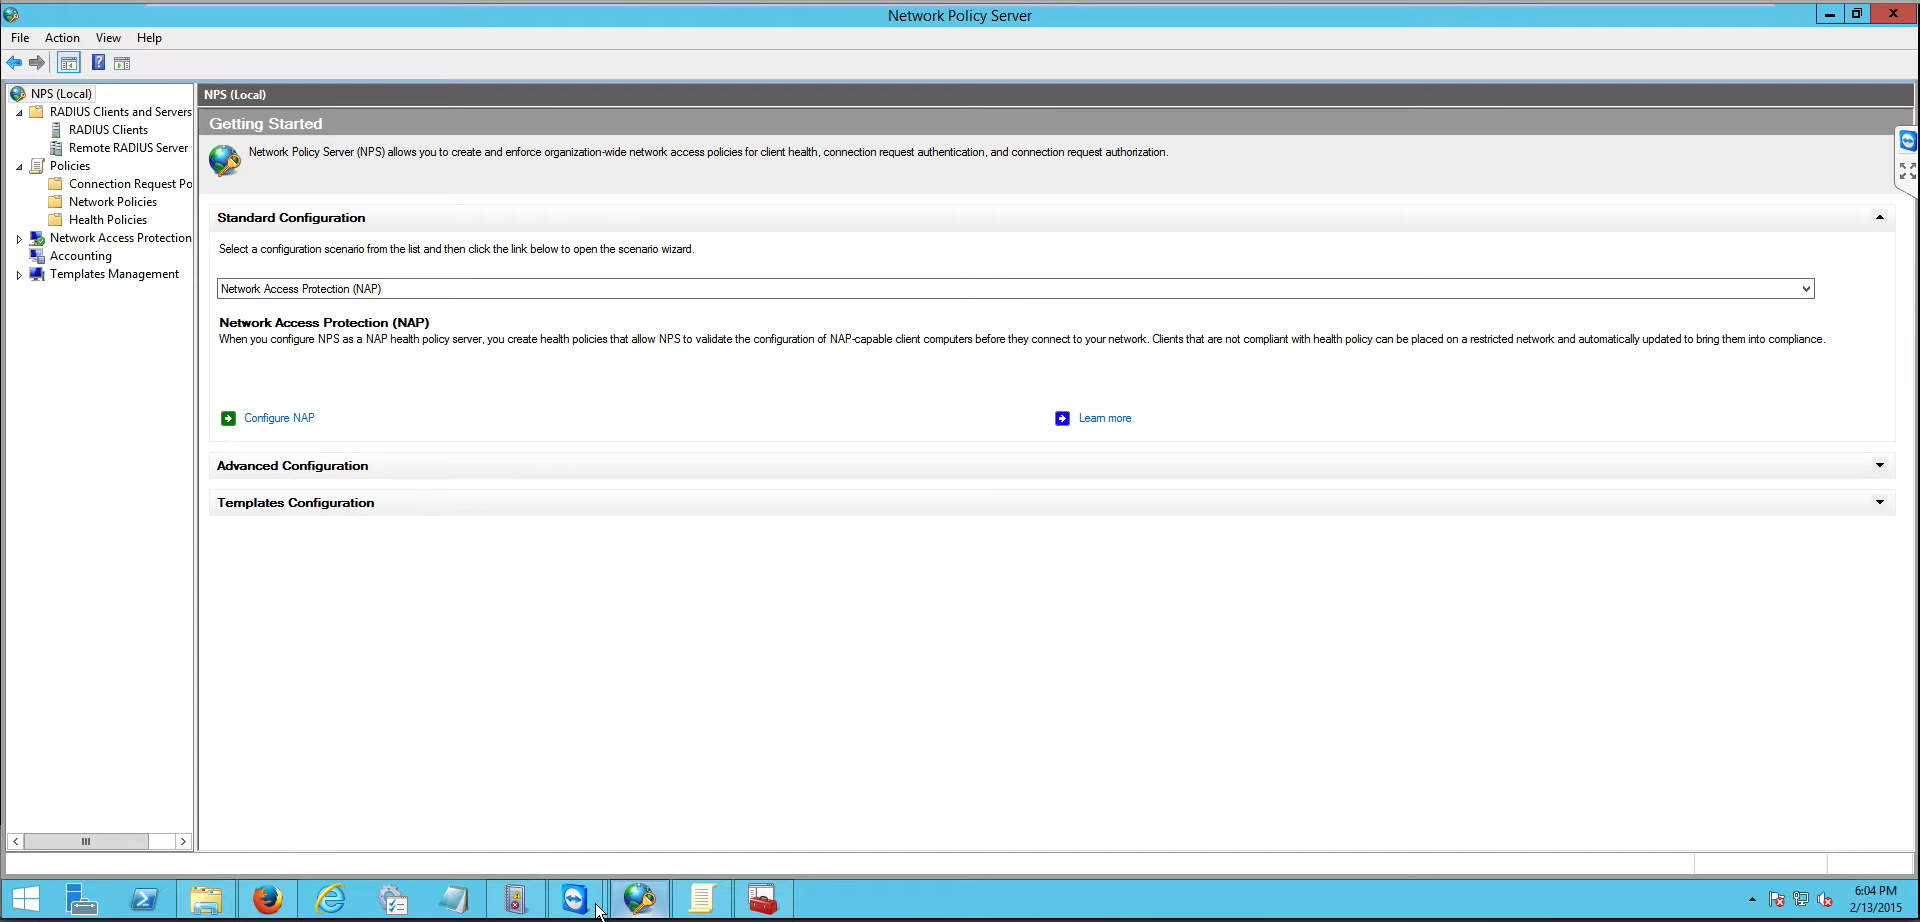 Network Policy Server
File Action View Help
NPS (Local)
RADIUS Clients and Servers
RADIUS Clients
Remote RADIUS Server
Policies
Connection Request Po
Network Policies
Health Policies
Network Access Protection
Accounting
Templates Management
NPS (Local)
Getting Started
Network Policy Server (NPS) allows you to create and enforce organization-wide network access policies for client health, connection request authentication, and connection request authorization.
Standard Configuration
Select a configuration scenario from the list and then click the link below to open the scenario wizard.
Network Access Protection (NAP)
Network Access Protection (NAP)
When you configure NPS as a NAP health policy server, you create health policies that allow NPS to validate the configuration of NAP-capable client computers before they connect to your network. Clients that are not compliant with health policy can be placed on a restricted network and automatically updated to bring them into compliance.
Configure NAP
Learn more
Advanced Configuration
Templates Configuration
6:04 PM
2/13/2015